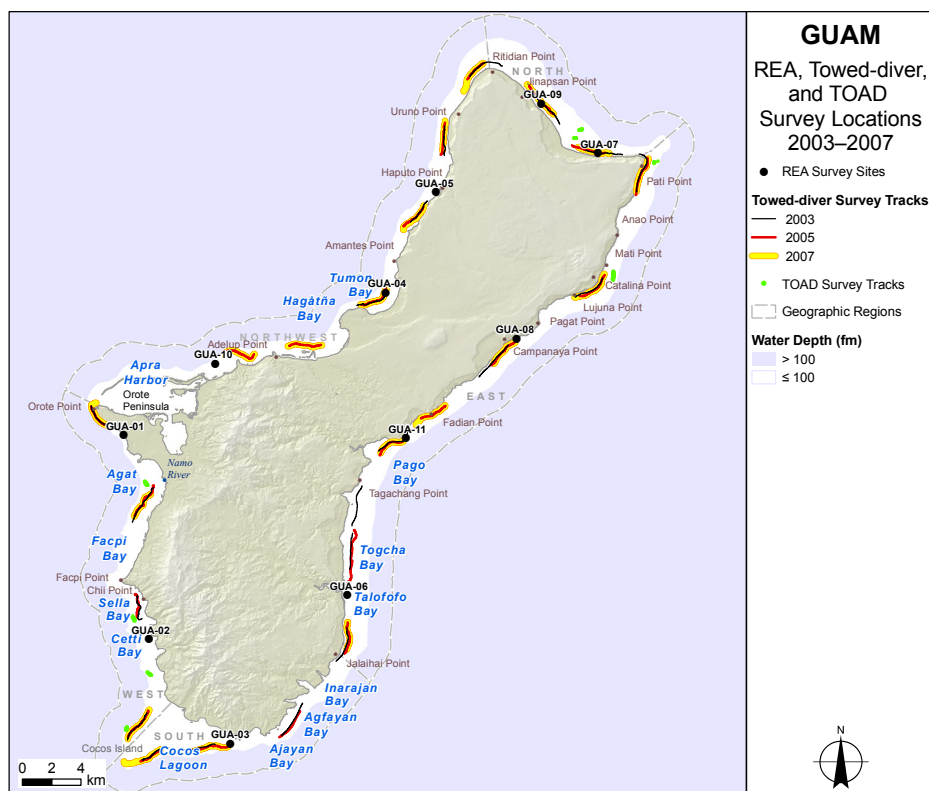 GUAM
REA, Towed-diver,
and TOAD
Survey Locations
2003–2007
REA Survey Sites
Towed-diver Survey Tracks
2003
2005
2007
TOAD Survey Tracks
Geographic Regions
Water Depth (fm)
> 100
≤ 100
N
Ritidian Point
NORTH
Jinapsan Point
GUA-09
Uruno Point
GUA-07
Haputo Point
GUA-05
Pati Point
Anao Point
Amantes Point
Mati Point
Tumon
Bay
GUA-04
Catalina Point
Hagåtña
Bay
Lujuna Point
Pagat Point
NORTHWEST
GUA-08
Adelup Point
GUA-10
Campanaya Point
Apra
Harbor
Orote
Peninsula
EAST
Orote Point
GUA-01
Fadian Point
GUA-11
Namo
River
Pago
Bay
Agat
Bay
Tagachang Point
Facpi
Bay
Togcha
Bay
Facpi Point
Chii Point
GUA-06
Sella
Bay
Talofofo
Bay
GUA-02
Cetti
Bay
Jalaihai Point
WEST
Inarajan
Bay
Agfayan
Bay
SOUTH
GUA-03
Cocos Island
Cocos
Lagoon
Ajayan
Bay
0 2 4
km